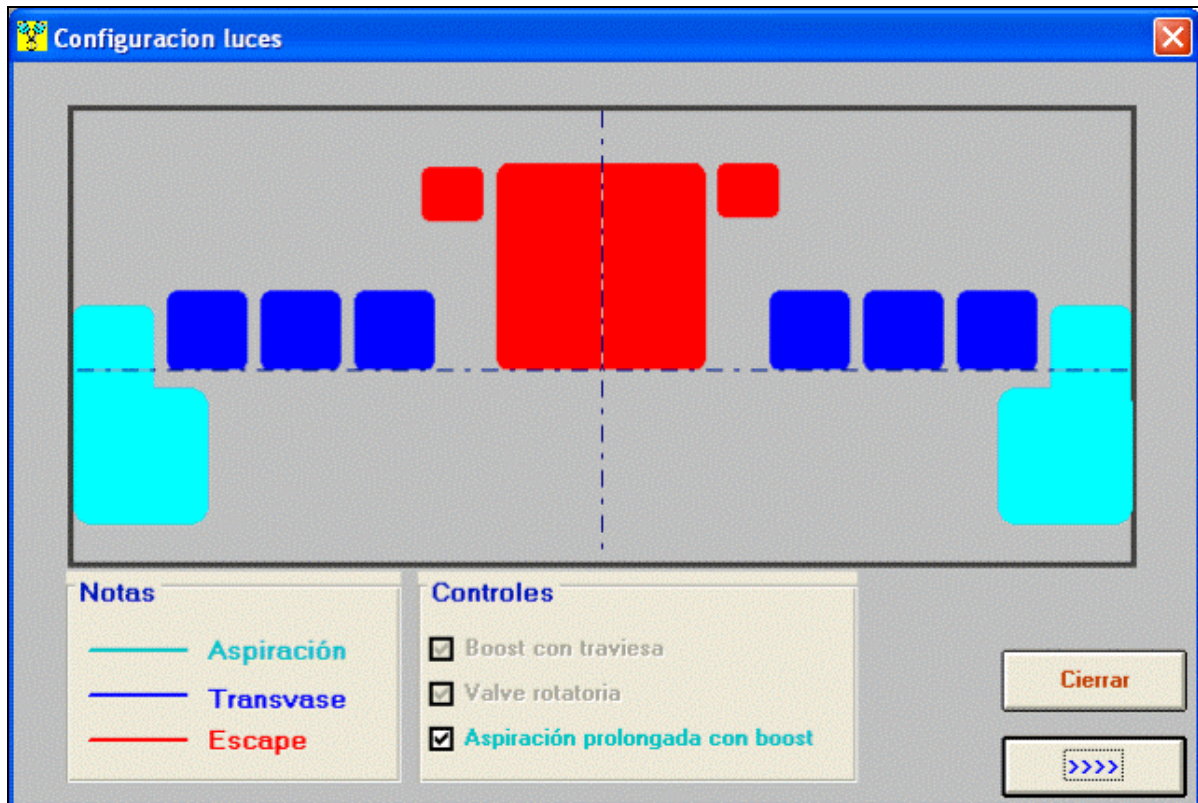 Configuracion luces
Notas
Aspiración
Transvase
Escape
Controles
Boost con traviesa
Valve rotatoria
Aspiración prolongada con boost
Cierrar
>>>>